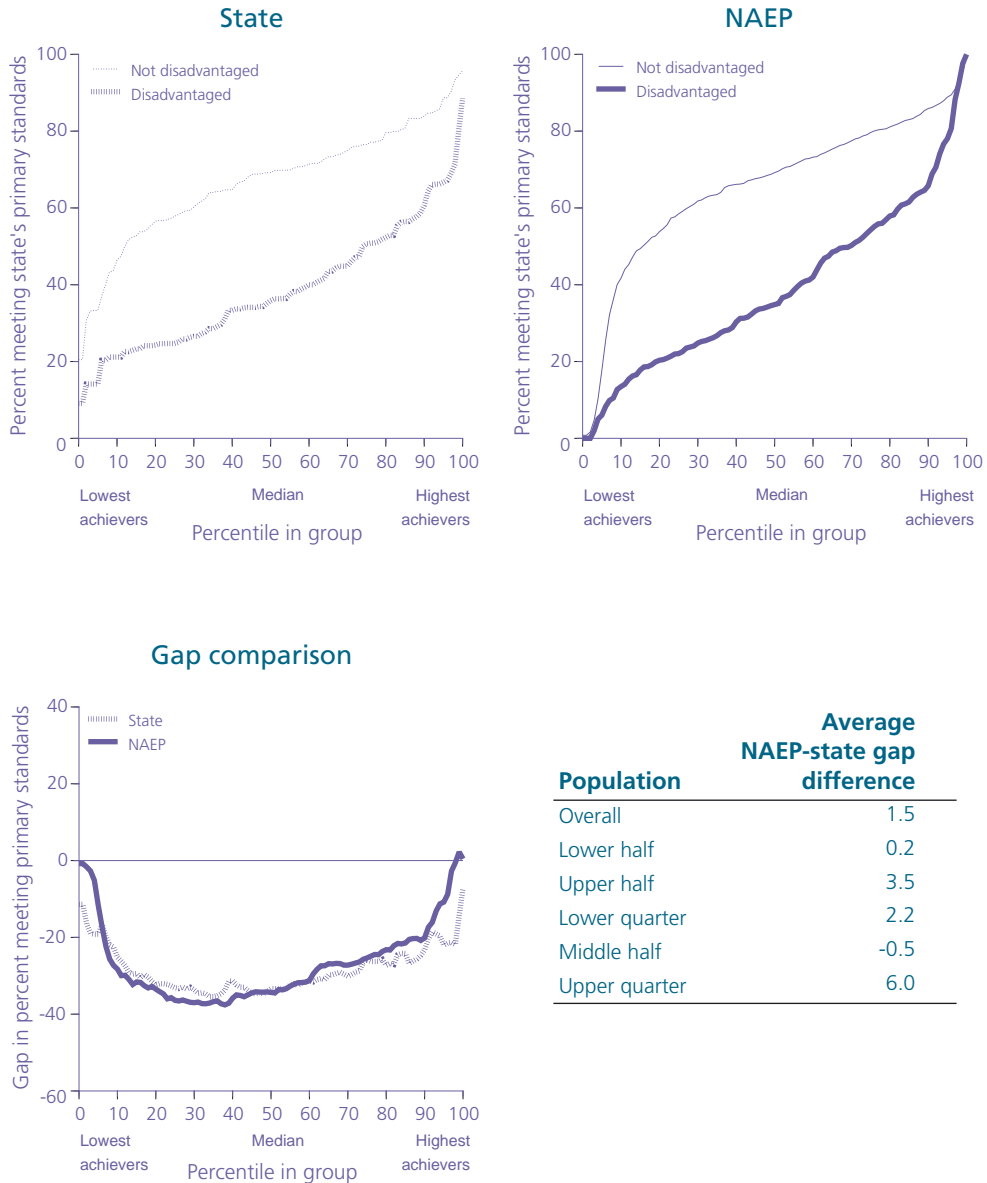 State
Percent meeting state's primary standards
100
80
60
40
20
0
Not disadvantaged
Disadvantaged
0 10 20 30 40 50 60 70 80 90 100
Lowest achievers
Median
Highest achievers
Percentile in group
NAEP
Percent meeting state's primary standards
100
80
60
40
20
0
Not disadvantaged
Disadvantaged
0 10 20 30 40 50 60 70 80 90 100
Lowest achievers
Median
Highest achievers
Percentile in group
Gap comparison
Gap in percent meeting primary standards
40
20
0
-20
-40
-60
State
NAEP
0 10 20 30 40 50 60 70 80 90 100
Lowest achievers
Median
Highest achievers
Percentile in group
Population Average NAEP-state gap difference
Overall 1.5
Lower half 0.2
Upper half 3.5
Lower quarter 2.2
Middle half -0.5
Upper quarter 6.0